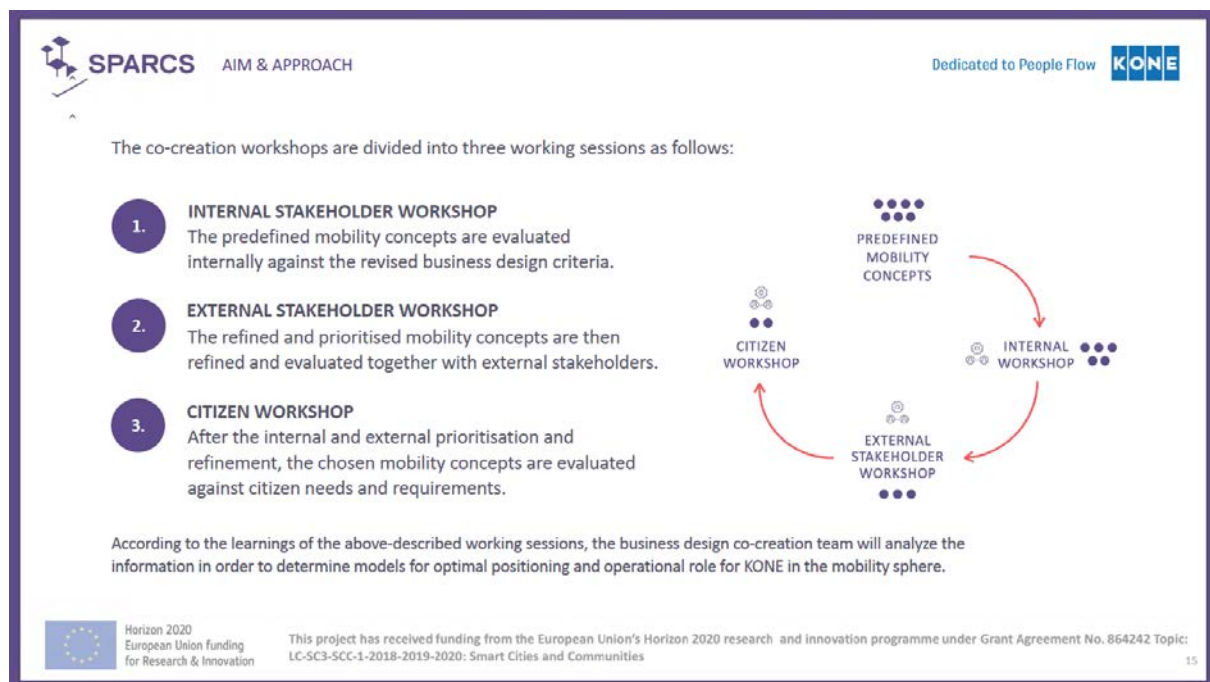 SPARCS AIM & APPROACH
Dedicated to People Flow KONE
The co-creation workshops are divided into three working sessions as follows:
1.
INTERNAL STAKEHOLDER WORKSHOP
The predefined mobility concepts are evaluated
internally against the revised business design criteria.
2.
EXTERNAL STAKEHOLDER WORKSHOP
The refined and prioritised mobility concepts are then
refined and evaluated together with external stakeholders.
3.
CITIZEN WORKSHOP
After the internal and external prioritisation and
refinement, the chosen mobility concepts are evaluated
against citizen needs and requirements.
PREDEFINED
MOBILITY
CONCEPTS
INTERNAL
WORKSHOP
EXTERNAL
STAKEHOLDER
WORKSHOP
CITIZEN
WORKSHOP
According to the learnings of the above-described working sessions, the business design co-creation team will analyze the
information in order to determine models for optimal positioning and operational role for KONE in the mobility sphere.
Horizon 2020
European Union funding
for Research & Innovation
This project has received funding from the European Union's Horizon 2020 research and innovation programme under Grant Agreement No. 864242 Topic:
LC-SC3-SCC-1-2018-2019-2020: Smart Cities and Communities
15